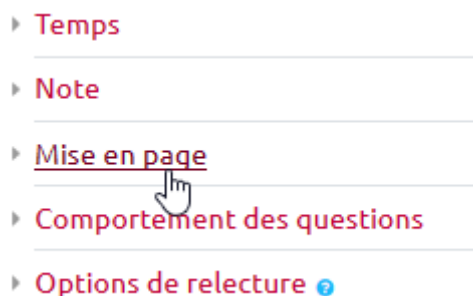 Temps
Note
Mise en page
Comportement des questions
Options de relecture ?